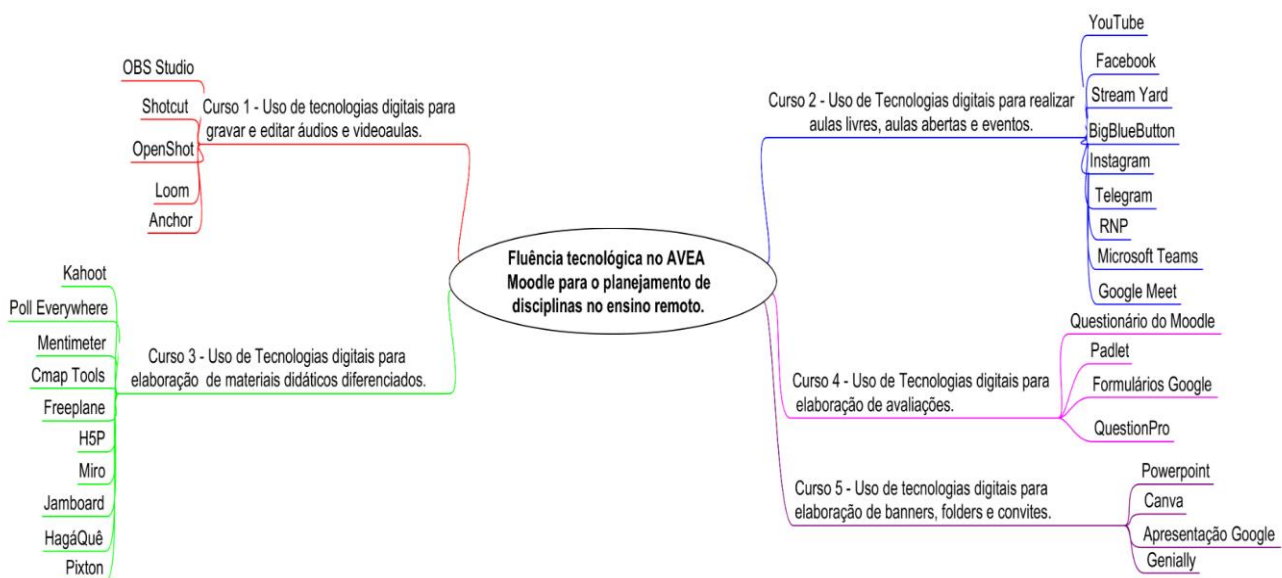 Fluência tecnológica no AVEA
Moodle para o planejamento de
disciplinas no ensino remoto.
Curso 1 - Uso de tecnologias digitais para
gravar e editar áudios e videoaulas.
OBS Studio
Shotcut
OpenShot
Loom
Anchor
Curso 2 - Uso de Tecnologias digitais para realizar
aulas livres, aulas abertas e eventos.
YouTube
Facebook
Stream Yard
BigBlueButton
Instagram
Telegram
RNP
Microsoft Teams
Google Meet
Curso 3 - Uso de Tecnologias digitais para
elaboração de materiais didáticos diferenciados.
Kahoot
Poll Everywhere
Mentimeter
Cmap Tools
Freeplane
H5P
Miro
Jamboard
HagáQuê
Pixton
Curso 4 - Uso de Tecnologias digitais para
elaboração de avaliações.
Questionário do Moodle
Padlet
Formulários Google
QuestionPro
Curso 5 - Uso de tecnologias digitais para
elaboração de banners, folders e convites.
Powerpoint
Canva
Apresentação Google
Genially